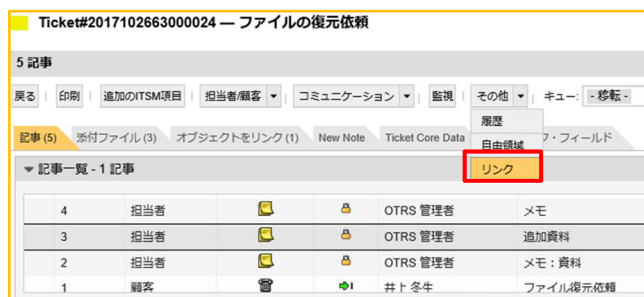 Ticket#2017102663000024 — ファイルの復元依頼
5 記事
戻る 印刷 追加のITSM項目 担当者/顧客 コミュニケーション 監視 その他 キュー: - 移転 -
履歴
自由領域
リンク
記事 (5) 添付ファイル (3) オブジェクトをリンク (1) New Note Ticket Core Data ク・フィールド
記事一覧 - 1 記事
4 担当者 OTRS 管理者 メモ
3 担当者 OTRS 管理者 追加資料
2 担当者 OTRS 管理者 メモ：資料
1 顧客 井上 冬生 ファイル復元依頼